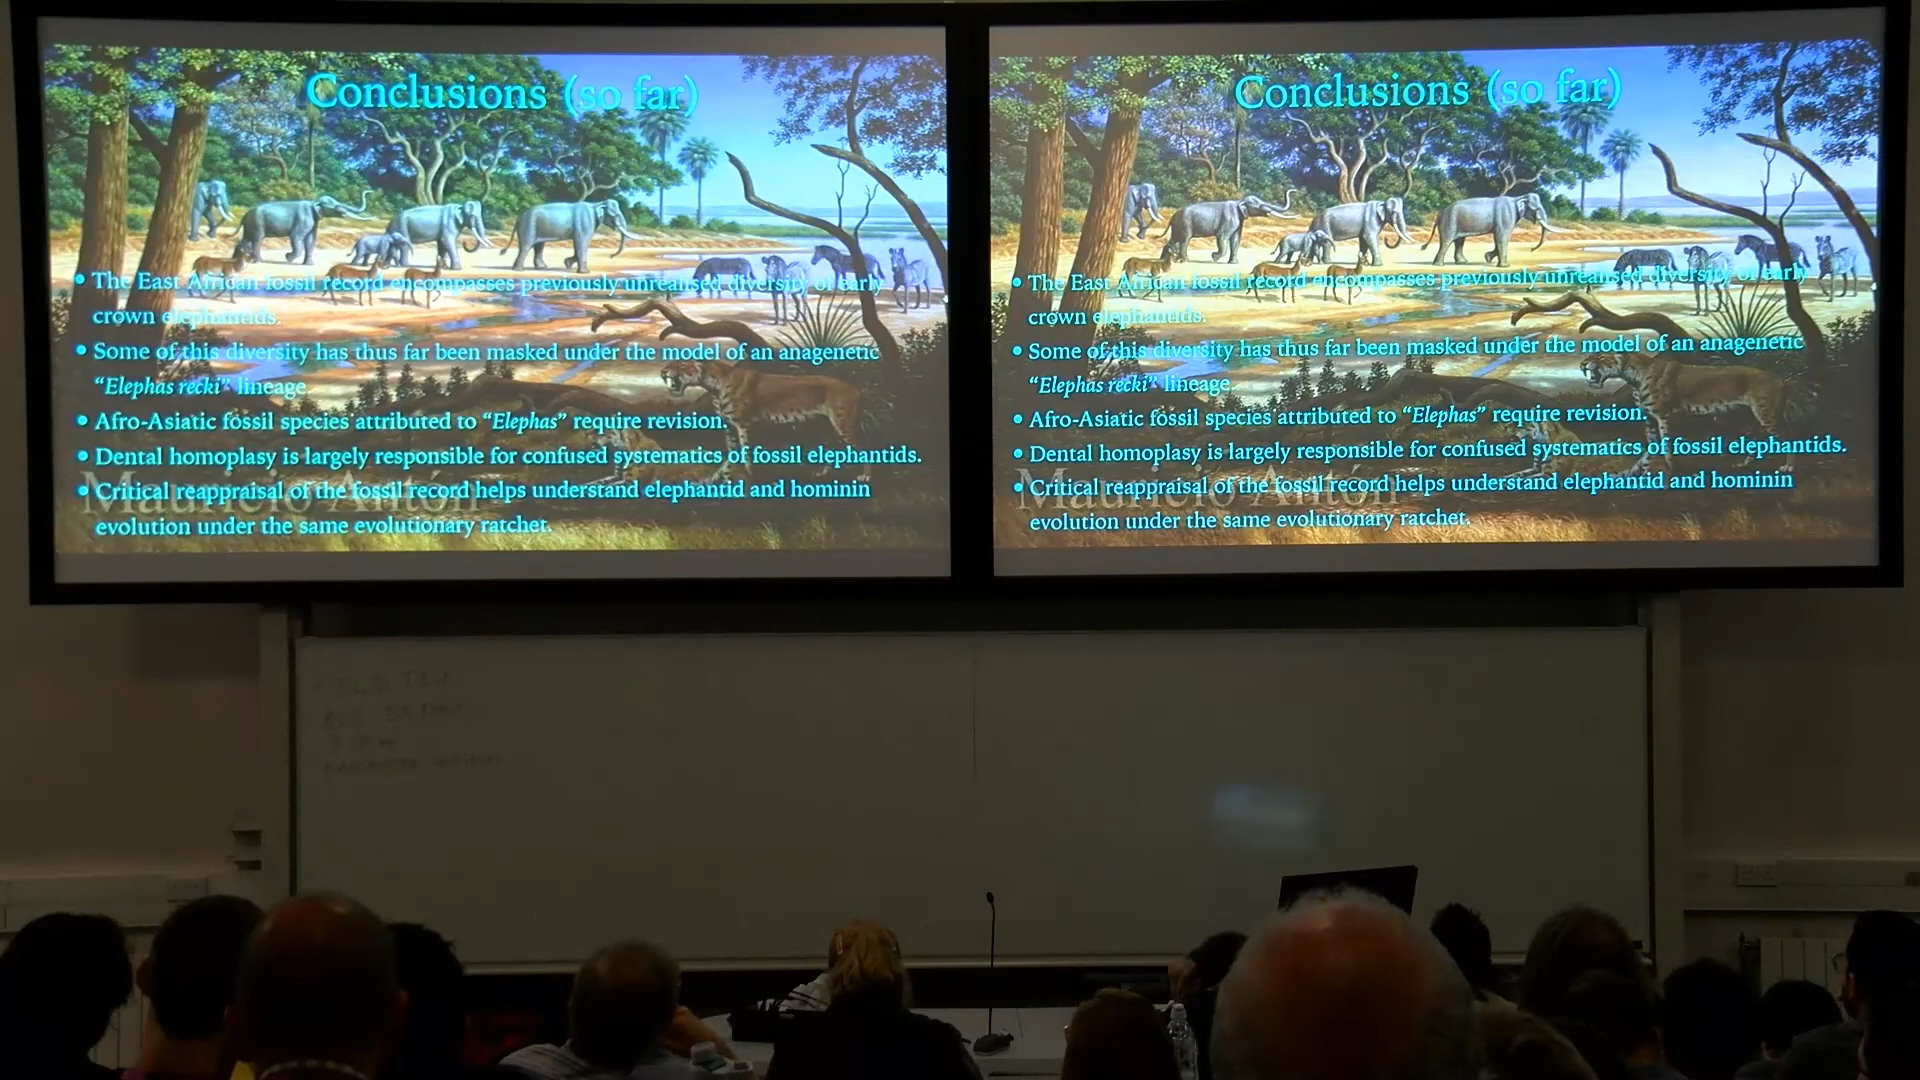 Conclusions (so far)
• The East African fossil record encompasses previously unrealised diversity of early
crown elephantids.
• Some of this diversity has thus far been masked under the model of an anagenetic
“Elephas recki” lineage.
• Afro-Asiatic fossil species attributed to “Elephas” require revision.
• Dental homoplasy is largely responsible for confused systematics of fossil elephantids.
• Critical reappraisal of the fossil record helps understand elephantid and hominin
evolution under the same evolutionary ratchet.
Mauricio Antón
Conclusions (so far)
• The East African fossil record encompasses previously unrealised diversity of early
crown elephantids.
• Some of this diversity has thus far been masked under the model of an anagenetic
“Elephas recki” lineage.
• Afro-Asiatic fossil species attributed to “Elephas” require revision.
• Dental homoplasy is largely responsible for confused systematics of fossil elephantids.
• Critical reappraisal of the fossil record helps understand elephantid and hominin
evolution under the same evolutionary ratchet.
Mauricio Antón
FIELD TRIP